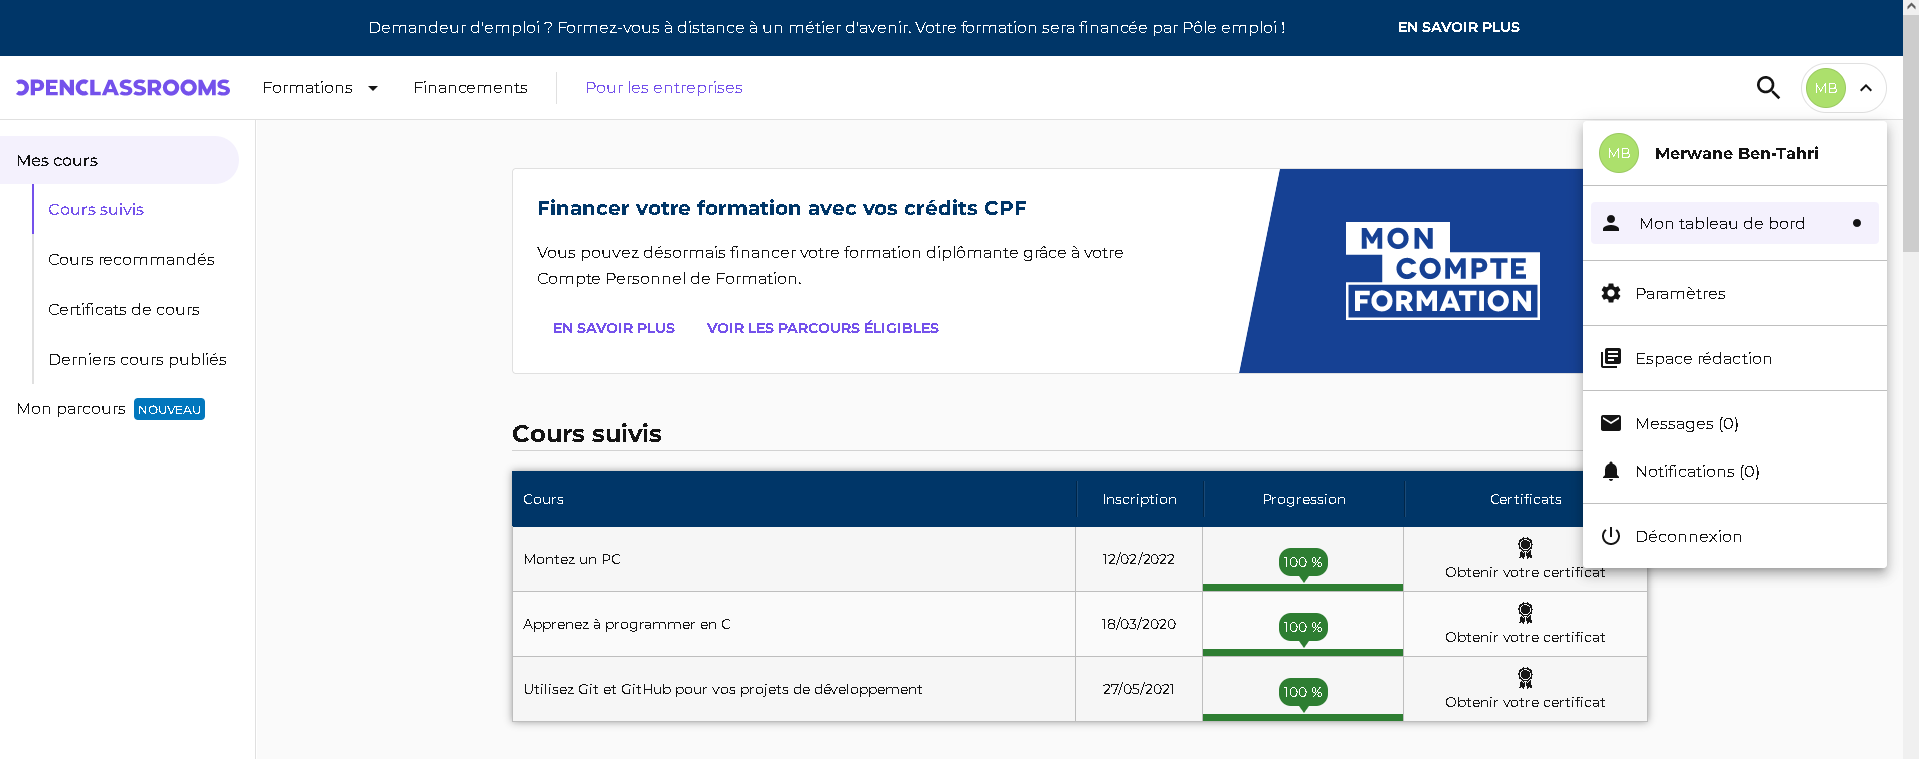 Demandeur d'emploi ? Formez-vous à distance à un métier d'avenir. Votre formation sera financée par Pôle emploi !
EN SAVOIR PLUS
OPENCLASSROOMS
Formations
Financements
Pour les entreprises
MB
Mes cours
Cours suivis
Cours recommandés
Certificats de cours
Derniers cours publiés
Mon parcours NOUVEAU
Financer votre formation avec vos crédits CPF
Vous pouvez désormais financer votre formation diplômante grâce à votre
Compte Personnel de Formation.
EN SAVOIR PLUS
VOIR LES PARCOURS ÉLIGIBLES
MON
COMPTE
FORMATION
MB Merwane Ben-Tahri
Mon tableau de bord
Paramètres
Espace rédaction
Messages (0)
Notifications (0)
Déconnexion
Cours suivis
Cours Inscription Progression Certificats
Montez un PC 12/02/2022 100 % Obtenir votre certificat
Apprenez à programmer en C 18/03/2020 100 % Obtenir votre certificat
Utilisez Git et GitHub pour vos projets de développement 27/05/2021 100 % Obtenir votre certificat